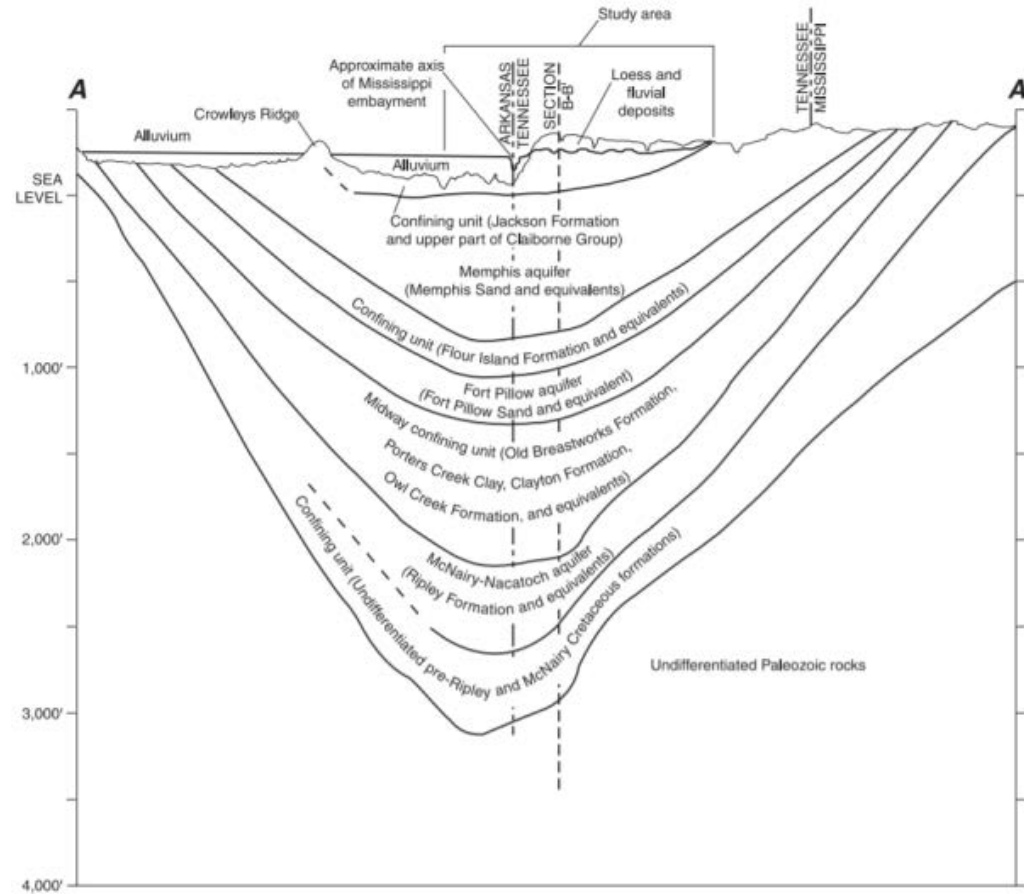 Study area
A
A
Approximate axis
of Mississippi
embayment
ARKANSAS
TENNESSEE
SECTION
B-B'
Loess and
fluvial
deposits
TENNESSEE
MISSISSIPPI
Crowleys Ridge
Alluvium
Alluvium
SEA
LEVEL
Confining unit (Jackson Formation
and upper part of Claiborne Group)
Memphis aquifer
(Memphis Sand and equivalents)
Confining unit (Flour Island Formation and equivalents)
1,000'
Fort Pillow aquifer
(Fort Pillow Sand and equivalent)
Midway confining unit (Old Breastworks Formation,
Porters Creek Clay, Clayton Formation,
Owl Creek Formation, and equivalents)
2,000'
McNairy-Nacatoch aquifer
(Ripley Formation and equivalents)
Confining unit (Undifferentiated pre-Ripley and McNairy Cretaceous formations)
Undifferentiated Paleozoic rocks
3,000'
4,000'